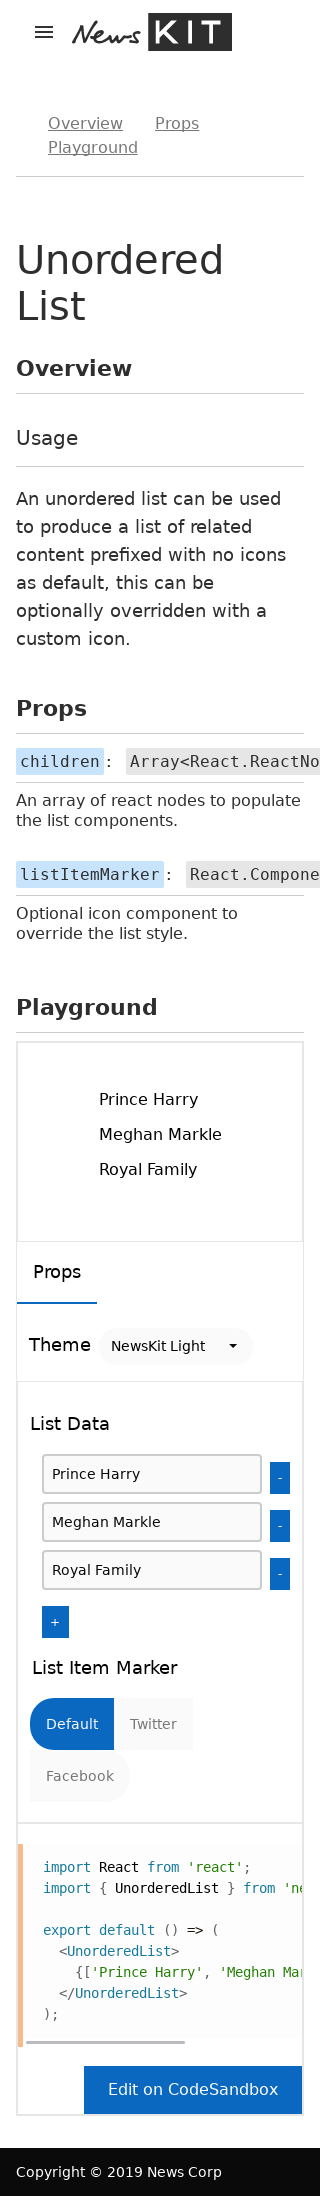 News KIT
Overview Props
Playground
Unordered
List
Overview
Usage
An unordered list can be used
to produce a list of related
content prefixed with no icons
as default, this can be
optionally overridden with a
custom icon.
Props
children: Array<React.ReactNo
An array of react nodes to populate
the list components.
listItemMarker: React.Compone
Optional icon component to
override the list style.
Playground
Prince Harry
Meghan Markle
Royal Family
Props
Theme NewsKit Light
List Data
Prince Harry -
Meghan Markle -
Royal Family -
+
List Item Marker
Default Twitter
Facebook
import React from 'react';
import { UnorderedList } from 'ne
export default () => (
<UnorderedList>
{['Prince Harry', 'Meghan Mar
</UnorderedList>
);
Edit on CodeSandbox
Copyright © 2019 News Corp